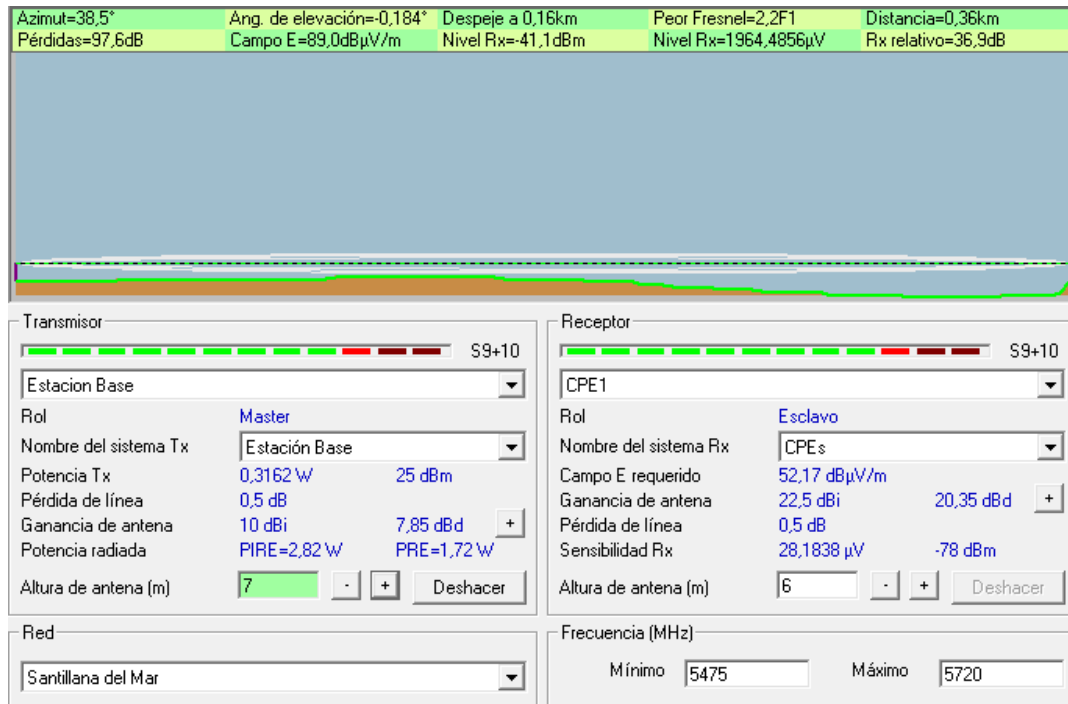 Azimut=38,5° Ang. de elevación=-0,184° Despeje a 0,16km Peor Fresnel=2,2F1 Distancia=0,36km
Pérdidas=97,6dB Campo E=89,0dBµV/m Nivel Rx=-41,1dBm Nivel Rx=1964,4856µV Rx relativo=36,9dB
Transmisor
S9+10
Estacion Base
Rol Master
Nombre del sistema Tx Estación Base
Potencia Tx 0,3162 W 25 dBm
Pérdida de línea 0,5 dB
Ganancia de antena 10 dBi 7,85 dBd +
Potencia radiada PIRE=2,82 W PRE=1,72 W
Altura de antena (m) 7 - + Deshacer
Receptor
S9+10
CPE1
Rol Esclavo
Nombre del sistema Rx CPEs
Campo E requerido 52,17 dBµV/m
Ganancia de antena 22,5 dBi 20,35 dBd +
Pérdida de línea 0,5 dB
Sensibilidad Rx 28,1838 µV -78 dBm
Altura de antena (m) 6 - + Deshacer
Red
Santillana del Mar
Frecuencia (MHz)
Mínimo 5475 Máximo 5720